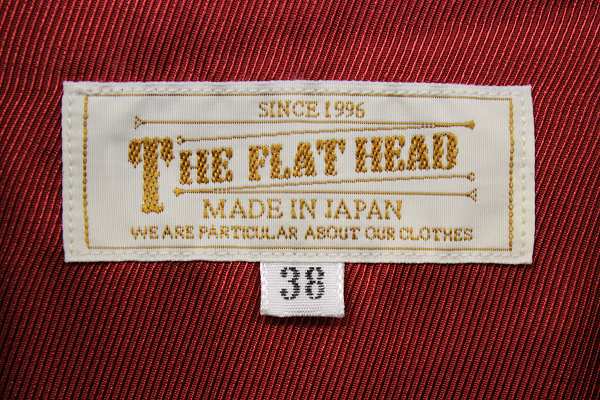 SINCE 1996
THE FLAT HEAD
MADE IN JAPAN
WE ARE PARTICULAR ABOUT OUR CLOTHES
38